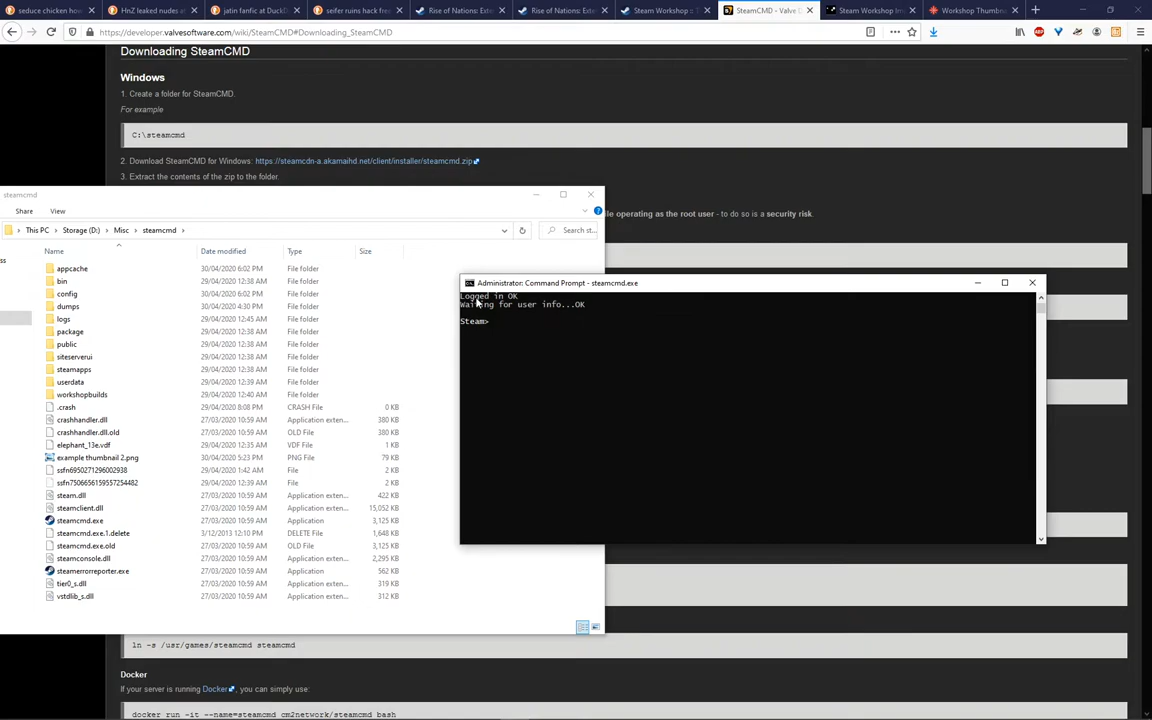 seduce chicken how
HnZ leaked nudes at
jatin fanfic at DuckD
seifer ruins hack free
Rise of Nations: Exte
Rise of Nations: Exte
Steam Workshop :: T
SteamCMD - Valve D
Steam Workshop Im
Workshop Thumbna
https://developer.valvesoftware.com/wiki/SteamCMD#Downloading_SteamCMD
Downloading SteamCMD
Windows
1. Create a folder for SteamCMD.
For example
C:\steamcmd
2. Download SteamCMD for Windows: https://steamcdn-a.akamaihd.net/client/installer/steamcmd.zip
3. Extract the contents of the zip to the folder.
steamcmd
Share View
le operating as the root user - to do so is a security risk.
This PC > Storage (D:) > Misc > steamcmd >
Search st...
Name Date modified Type Size
ss
appcache 30/04/2020 6:02 PM File folder
bin 29/04/2020 12:38 AM File folder
config 30/04/2020 6:02 PM File folder
dumps 30/04/2020 4:30 PM File folder
logs 29/04/2020 12:45 AM File folder
package 29/04/2020 12:38 AM File folder
public 29/04/2020 12:38 AM File folder
siteserverui 29/04/2020 12:38 AM File folder
steamapps 29/04/2020 12:38 AM File folder
userdata 29/04/2020 12:39 AM File folder
workshopbuilds 29/04/2020 12:40 AM File folder
.crash 29/04/2020 8:08 PM CRASH File 0 KB
crashhandler.dll 27/03/2020 10:59 AM Application exten... 380 KB
crashhandler.dll.old 27/03/2020 10:59 AM OLD File 380 KB
elephant_13e.vdf 29/04/2020 12:35 AM VDF File 1 KB
example thumbnail 2.png 30/04/2020 5:23 PM PNG File 79 KB
ssfn6950271296002938 29/04/2020 1:42 AM File 2 KB
ssfn7506656159557254482 29/04/2020 12:39 AM File 2 KB
steam.dll 27/03/2020 10:59 AM Application exten... 422 KB
steamclient.dll 27/03/2020 10:59 AM Application exten... 15,052 KB
steamcmd.exe 27/03/2020 10:59 AM Application 3,125 KB
steamcmd.exe.1.delete 3/12/2013 12:10 PM DELETE File 1,648 KB
steamcmd.exe.old 27/03/2020 10:59 AM OLD File 3,125 KB
steamconsole.dll 27/03/2020 10:59 AM Application exten... 2,295 KB
steamerrorreporter.exe 27/03/2020 10:59 AM Application 562 KB
tier0_s.dll 27/03/2020 10:59 AM Application exten... 319 KB
vstdlib_s.dll 27/03/2020 10:59 AM Application exten... 312 KB
Administrator: Command Prompt - steamcmd.exe
Logged in OK
Waiting for user info...OK
Steam>
ln -s /usr/games/steamcmd steamcmd
Docker
If your server is running Docker, you can simply use:
docker run -it --name=steamcmd cm2network/steamcmd bash